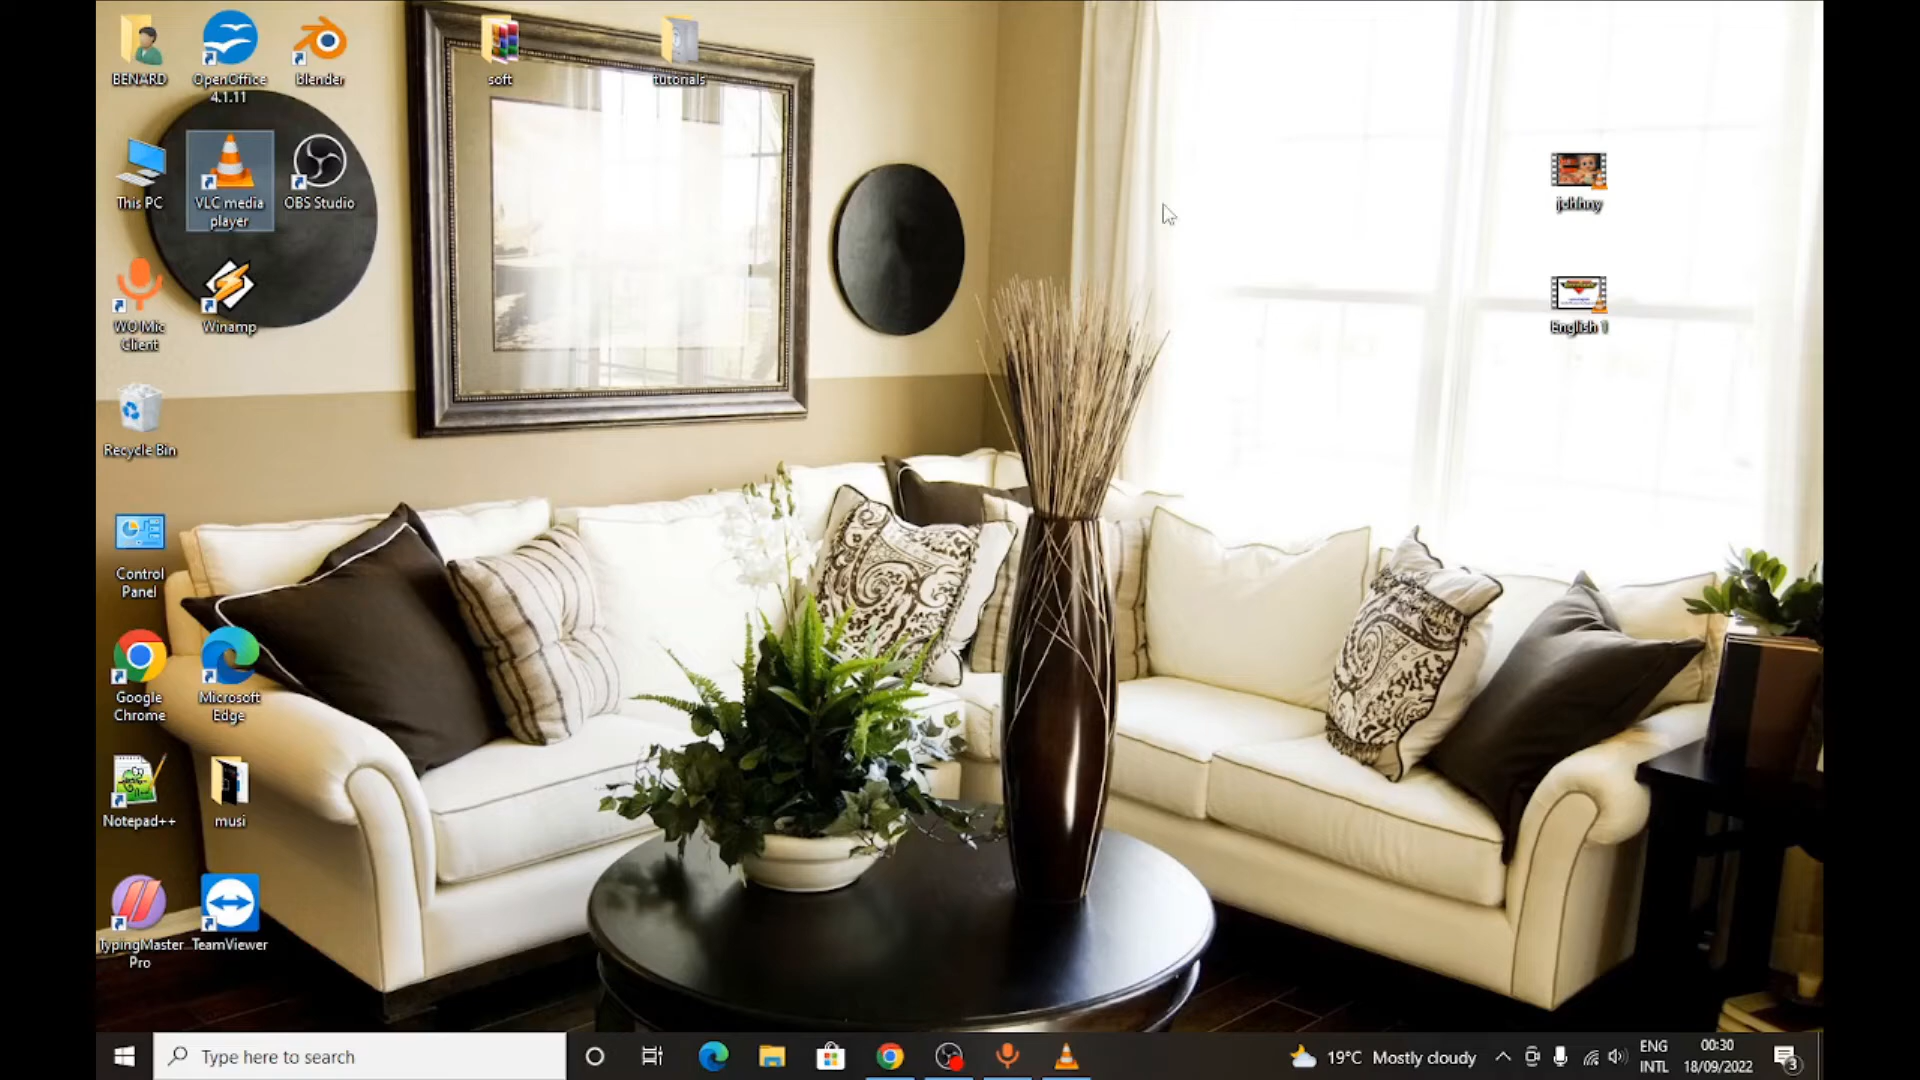 BENARD
OpenOffice
4.1.11
blender
soft
tutorials
This PC
VLC media
player
OBS Studio
johhny
WO Mic
Client
Winamp
English 1
Recycle Bin
Control
Panel
Google
Chrome
Microsoft
Edge
Notepad++
musi
TypingMaster
Pro
TeamViewer
Type here to search
19°C Mostly cloudy
ENG
INTL
00:30
18/09/2022
3